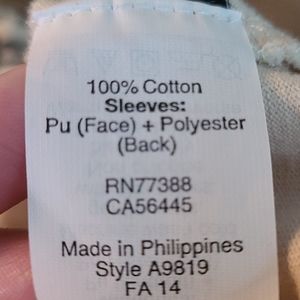 100% Cotton
Sleeves:
Pu (Face) + Polyester
(Back)
RN77388
CA56445
Made in Philippines
Style A9819
FA 14